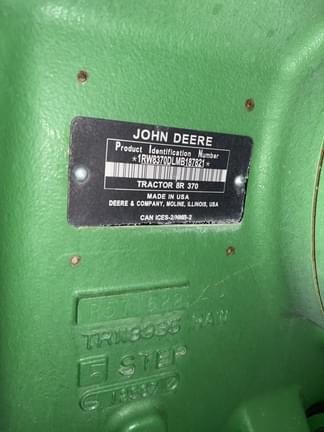 JOHN DEERE
Product Identification Number
*1RW8370DLMB187821*
TRACTOR 8R 370
MADE IN USA
DEERE & COMPANY, MOLINE, ILLINOIS, USA
CAN ICES-2/NMB-2
STEP